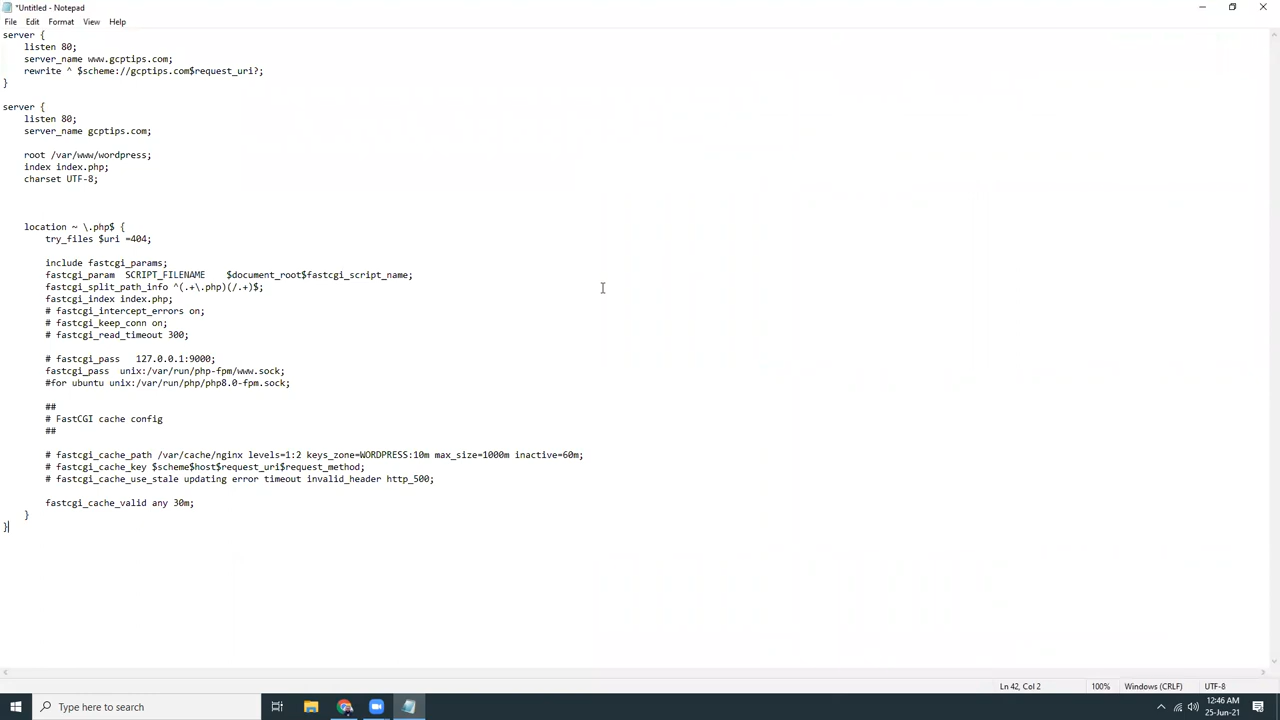 *Untitled - Notepad
File Edit Format View Help
server {
    listen 80;
    server_name www.gcptips.com;
    rewrite ^ $scheme://gcptips.com$request_uri?;
}
server {
    listen 80;
    server_name gcptips.com;
    root /var/www/wordpress;
    index index.php;
    charset UTF-8;
    location ~ \.php$ {
        try_files $uri =404;
        include fastcgi_params;
        fastcgi_param  SCRIPT_FILENAME    $document_root$fastcgi_script_name;
        fastcgi_split_path_info ^(.+\.php)(/.+)$;
        fastcgi_index index.php;
        # fastcgi_intercept_errors on;
        # fastcgi_keep_conn on;
        # fastcgi_read_timeout 300;
        # fastcgi_pass   127.0.0.1:9000;
        fastcgi_pass  unix:/var/run/php-fpm/www.sock;
        #for ubuntu unix:/var/run/php/php8.0-fpm.sock;
        ##
        # FastCGI cache config
        ##
        # fastcgi_cache_path /var/cache/nginx levels=1:2 keys_zone=WORDPRESS:10m max_size=1000m inactive=60m;
        # fastcgi_cache_key $scheme$host$request_uri$request_method;
        # fastcgi_cache_use_stale updating error timeout invalid_header http_500;
        fastcgi_cache_valid any 30m;
    }
}
Ln 42, Col 2 100% Windows (CRLF) UTF-8
Type here to search
12:46 AM
25-Jun-21